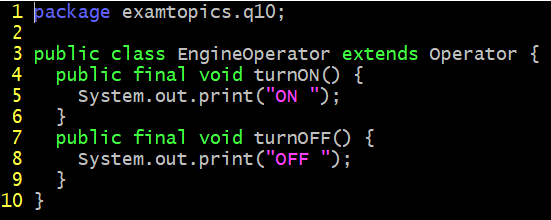 1 package examtopics.q10;
2
3 public class EngineOperator extends Operator {
4   public final void turnON() {
5     System.out.print("ON ");
6   }
7   public final void turnOFF() {
8     System.out.print("OFF ");
9   }
10 }